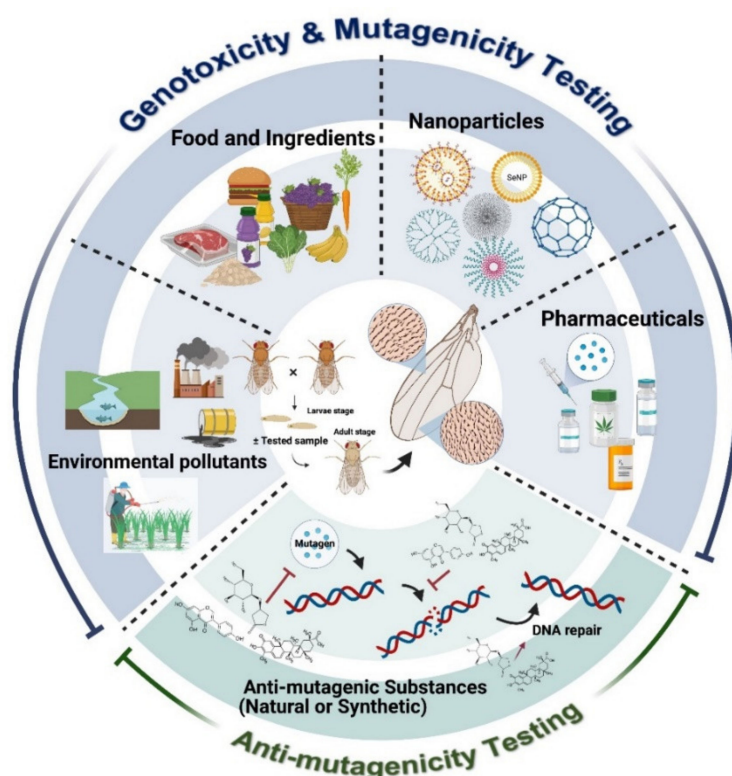 Genotoxicity & Mutagenicity Testing
Food and Ingredients
Nanoparticles
SeNP
Pharmaceuticals
×
Larvae stage
± Tested sample
Adult stage
Environmental pollutants
Mutagen
DNA repair
Anti-mutagenic Substances
(Natural or Synthetic)
Anti-mutagenicity Testing